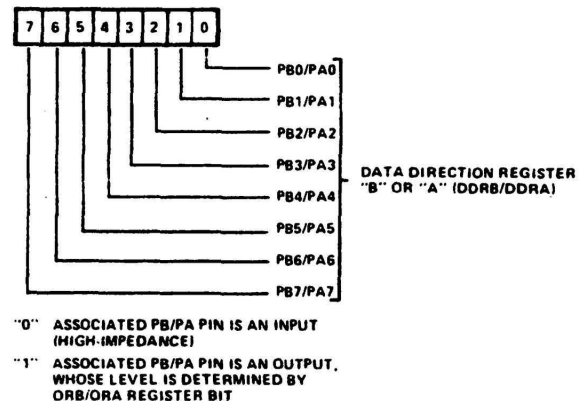 7 6 5 4 3 2 1 0
PB0/PA0
PB1/PA1
PB2/PA2
PB3/PA3
PB4/PA4
PB5/PA5
PB6/PA6
PB7/PA7
DATA DIRECTION REGISTER
"B" OR "A" (DDRB/DDRA)
"0" ASSOCIATED PB/PA PIN IS AN INPUT
(HIGH-IMPEDANCE)
"1" ASSOCIATED PB/PA PIN IS AN OUTPUT,
WHOSE LEVEL IS DETERMINED BY
ORB/ORA REGISTER BIT